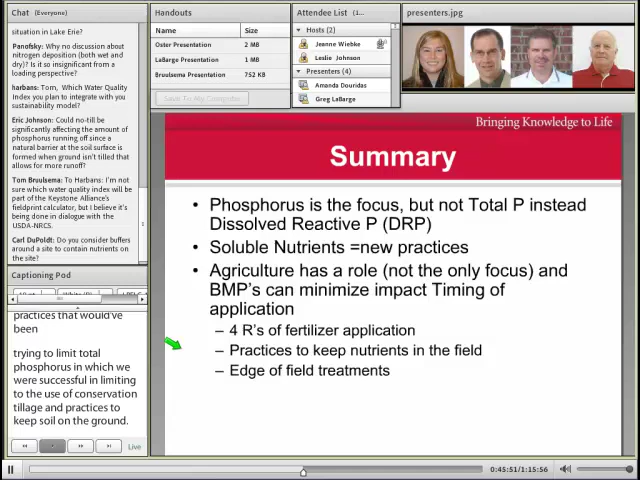 Chat (Everyone)
situation in Lake Erie?
Panofsky: Why no discussion about
nitrogen deposition (both wet and
dry)? Is it so insignificant from a
loading perspective?
harbans: Tom, Which Water Quality
Index you plan to integrate with you
sustainability model?
Eric Johnson: Could no-till be
significantly affecting the amount of
phosphorus running off since a
natural barrier at the soil surface is
formed when ground isn't tilled that
allows for more runoff?
Tom Bruulsema: To Harbans: I'm not
sure which water quality index will be
part of the Keystone Alliance's
fieldprint calculator, but I believe it's
being done in dialogue with the
USDA-NRCS.
Carl DuPoldt: Do you consider buffers
around a site to contain nutrients on
the site?
Captioning Pod
practices that would've
been
trying to limit total
phosphorus in which we
were successful in limiting
to the use of conservation
tillage and practices to
keep soil on the ground.
Live
Handouts
Name Size
Oster Presentation 2 MB
LaBarge Presentation 1 MB
Bruulsema Presentation 752 KB
Save To My Computer
Attendee List (1...
Hosts (2)
Jeanne Wiebke
Leslie Johnson
Presenters (4)
Amanda Douridas
Greg LaBarge
presenters.jpg
Bringing Knowledge to Life
Summary
• Phosphorus is the focus, but not Total P instead
Dissolved Reactive P (DRP)
• Soluble Nutrients =new practices
• Agriculture has a role (not the only focus) and
BMP's can minimize impact Timing of
application
– 4 R's of fertilizer application
– Practices to keep nutrients in the field
– Edge of field treatments
0:45:51/1:15:56